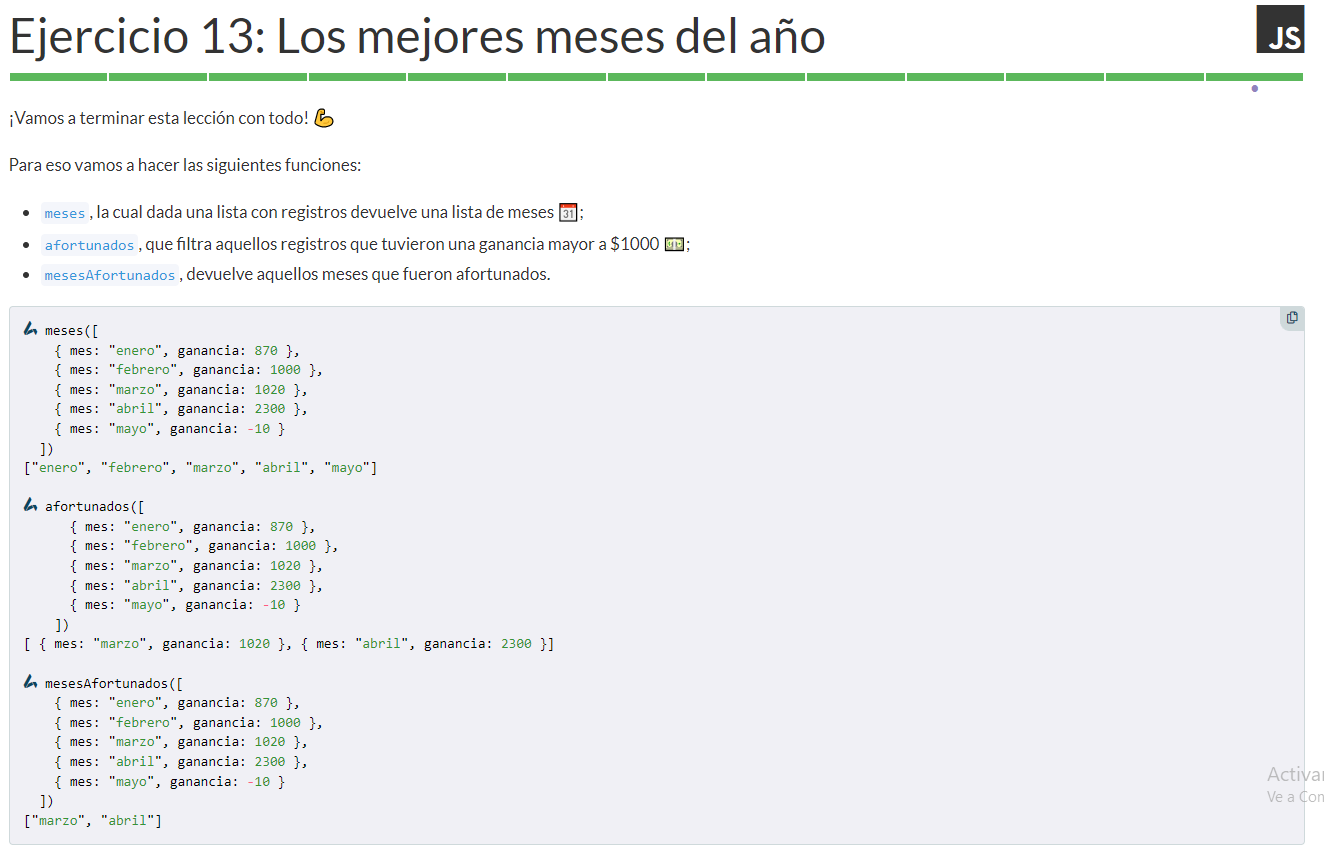 Ejercicio 13: Los mejores meses del año
JS
¡Vamos a terminar esta lección con todo! 💪
Para eso vamos a hacer las siguientes funciones:
meses, la cual dada una lista con registros devuelve una lista de meses 📅;
afortunados, que filtra aquellos registros que tuvieron una ganancia mayor a $1000 💵;
mesesAfortunados, devuelve aquellos meses que fueron afortunados.
meses([
{ mes: "enero", ganancia: 870 },
{ mes: "febrero", ganancia: 1000 },
{ mes: "marzo", ganancia: 1020 },
{ mes: "abril", ganancia: 2300 },
{ mes: "mayo", ganancia: -10 }
])
["enero", "febrero", "marzo", "abril", "mayo"]
afortunados([
{ mes: "enero", ganancia: 870 },
{ mes: "febrero", ganancia: 1000 },
{ mes: "marzo", ganancia: 1020 },
{ mes: "abril", ganancia: 2300 },
{ mes: "mayo", ganancia: -10 }
])
[ { mes: "marzo", ganancia: 1020 }, { mes: "abril", ganancia: 2300 }]
mesesAfortunados([
{ mes: "enero", ganancia: 870 },
{ mes: "febrero", ganancia: 1000 },
{ mes: "marzo", ganancia: 1020 },
{ mes: "abril", ganancia: 2300 },
{ mes: "mayo", ganancia: -10 }
])
["marzo", "abril"]
Activar
Ve a Con